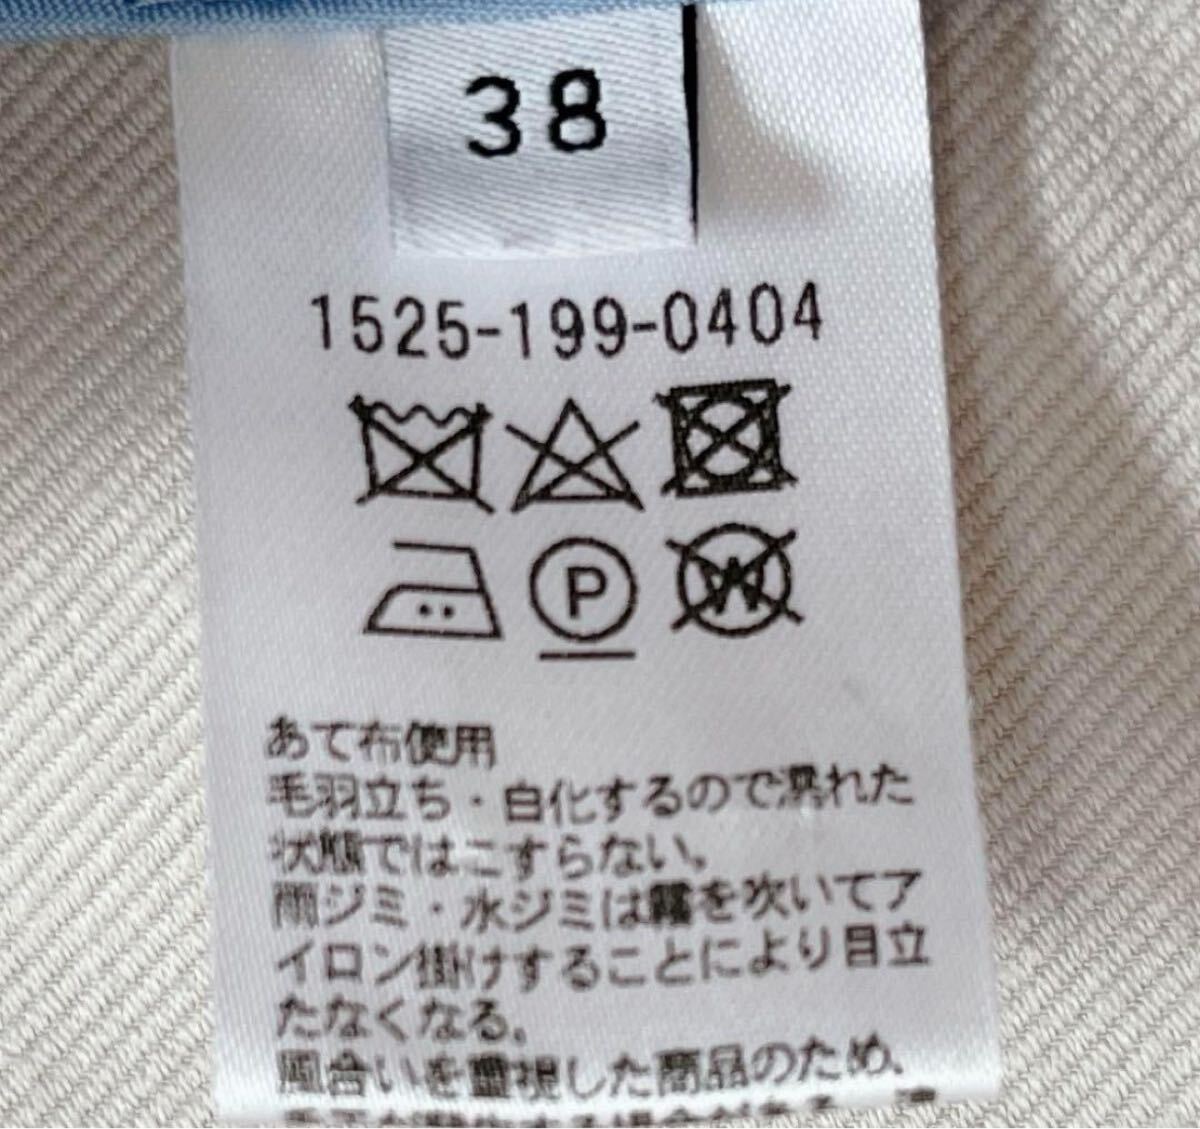 38
1525-199-0404
P
W
あて布使用
毛羽立ち・白化するので濡れた
状態ではこすらない。
雨ジミ・水ジミは霧を吹いてア
イロン掛けすることにより目立
たなくなる。
風合いを重視した商品のため、